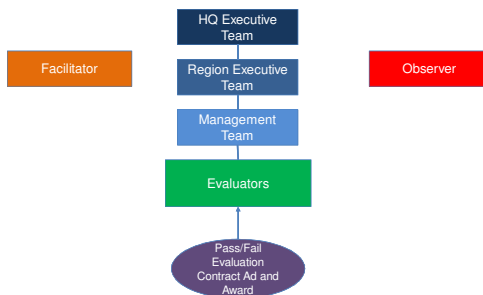 HQ Executive
Team
Facilitator
Region Executive
Team
Observer
Management
Team
Evaluators
Pass/Fail
Evaluation
Contract Ad and
Award